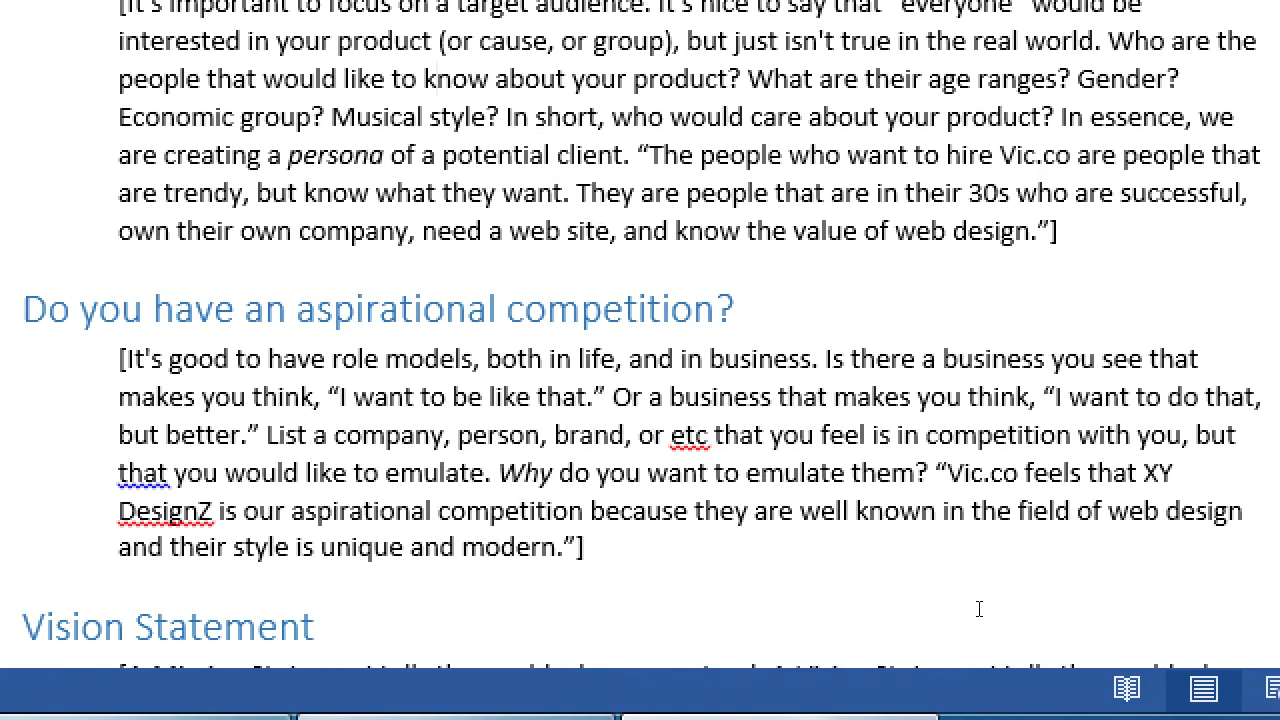 [It's important to focus on a target audience. It's nice to say that "everyone" would be
interested in your product (or cause, or group), but just isn't true in the real world. Who are the
people that would like to know about your product? What are their age ranges? Gender?
Economic group? Musical style? In short, who would care about your product? In essence, we
are creating a persona of a potential client. “The people who want to hire Vic.co are people that
are trendy, but know what they want. They are people that are in their 30s who are successful,
own their own company, need a web site, and know the value of web design.”]
Do you have an aspirational competition?
[It's good to have role models, both in life, and in business. Is there a business you see that
makes you think, “I want to be like that.” Or a business that makes you think, “I want to do that,
but better.” List a company, person, brand, or etc that you feel is in competition with you, but
that you would like to emulate. Why do you want to emulate them? “Vic.co feels that XY
DesignZ is our aspirational competition because they are well known in the field of web design
and their style is unique and modern.”]
Vision Statement